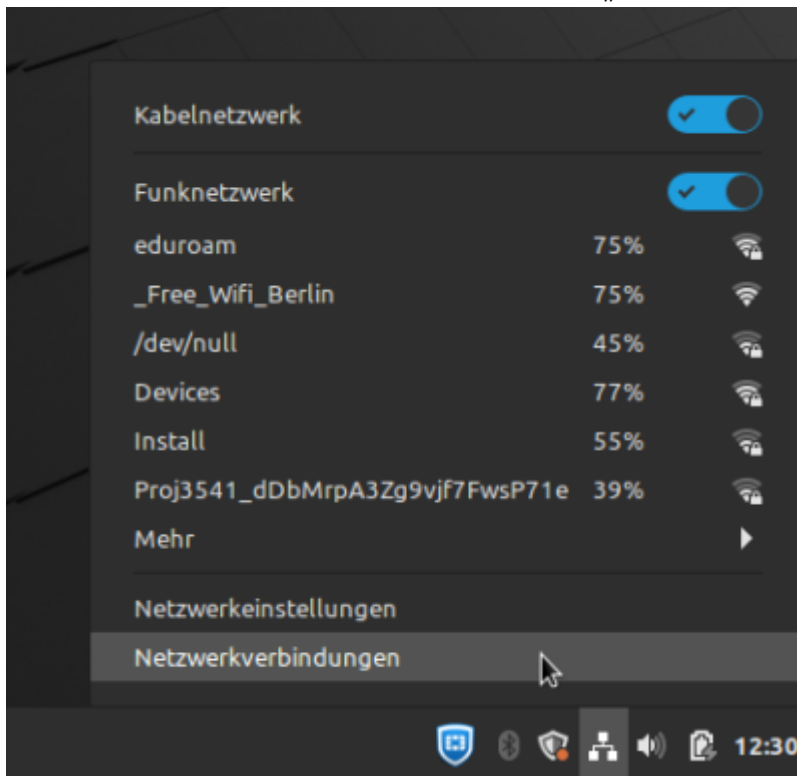 Kabelnetzwerk
Funknetzwerk
eduroam 75%
_Free_Wifi_Berlin 75%
/dev/null 45%
Devices 77%
Install 55%
Proj3541_dDbMrpA3Zg9vjf7FwsP71e 39%
Mehr
Netzwerkeinstellungen
Netzwerkverbindungen
12:30